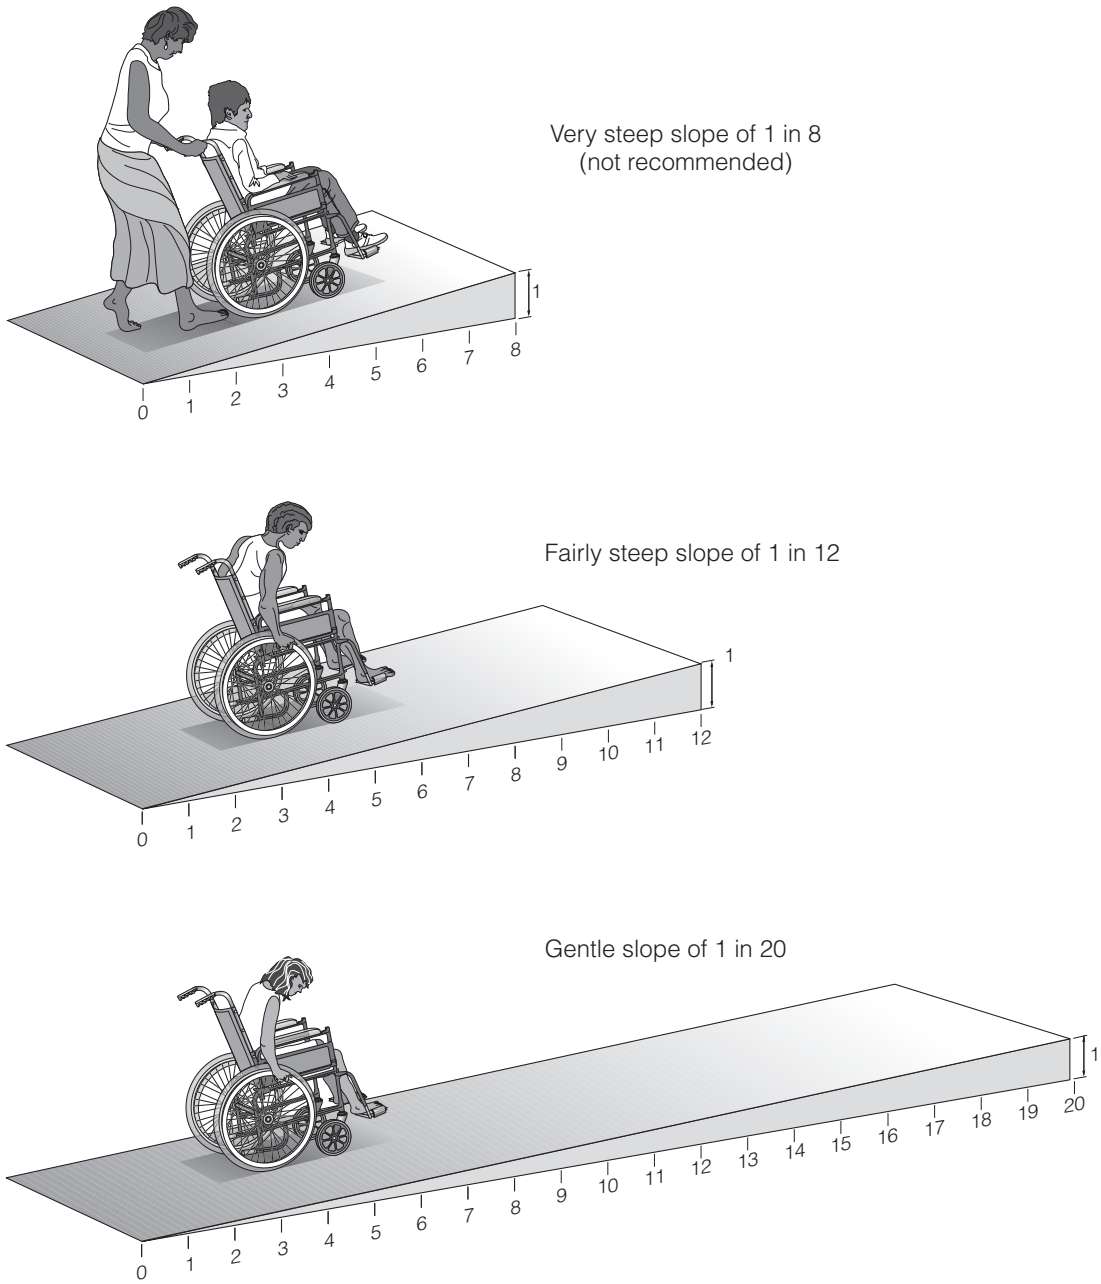 Very steep slope of 1 in 8
(not recommended)
1
0 1 2 3 4 5 6 7 8
Fairly steep slope of 1 in 12
1
0 1 2 3 4 5 6 7 8 9 10 11 12
Gentle slope of 1 in 20
1
0 1 2 3 4 5 6 7 8 9 10 11 12 13 14 15 16 17 18 19 20